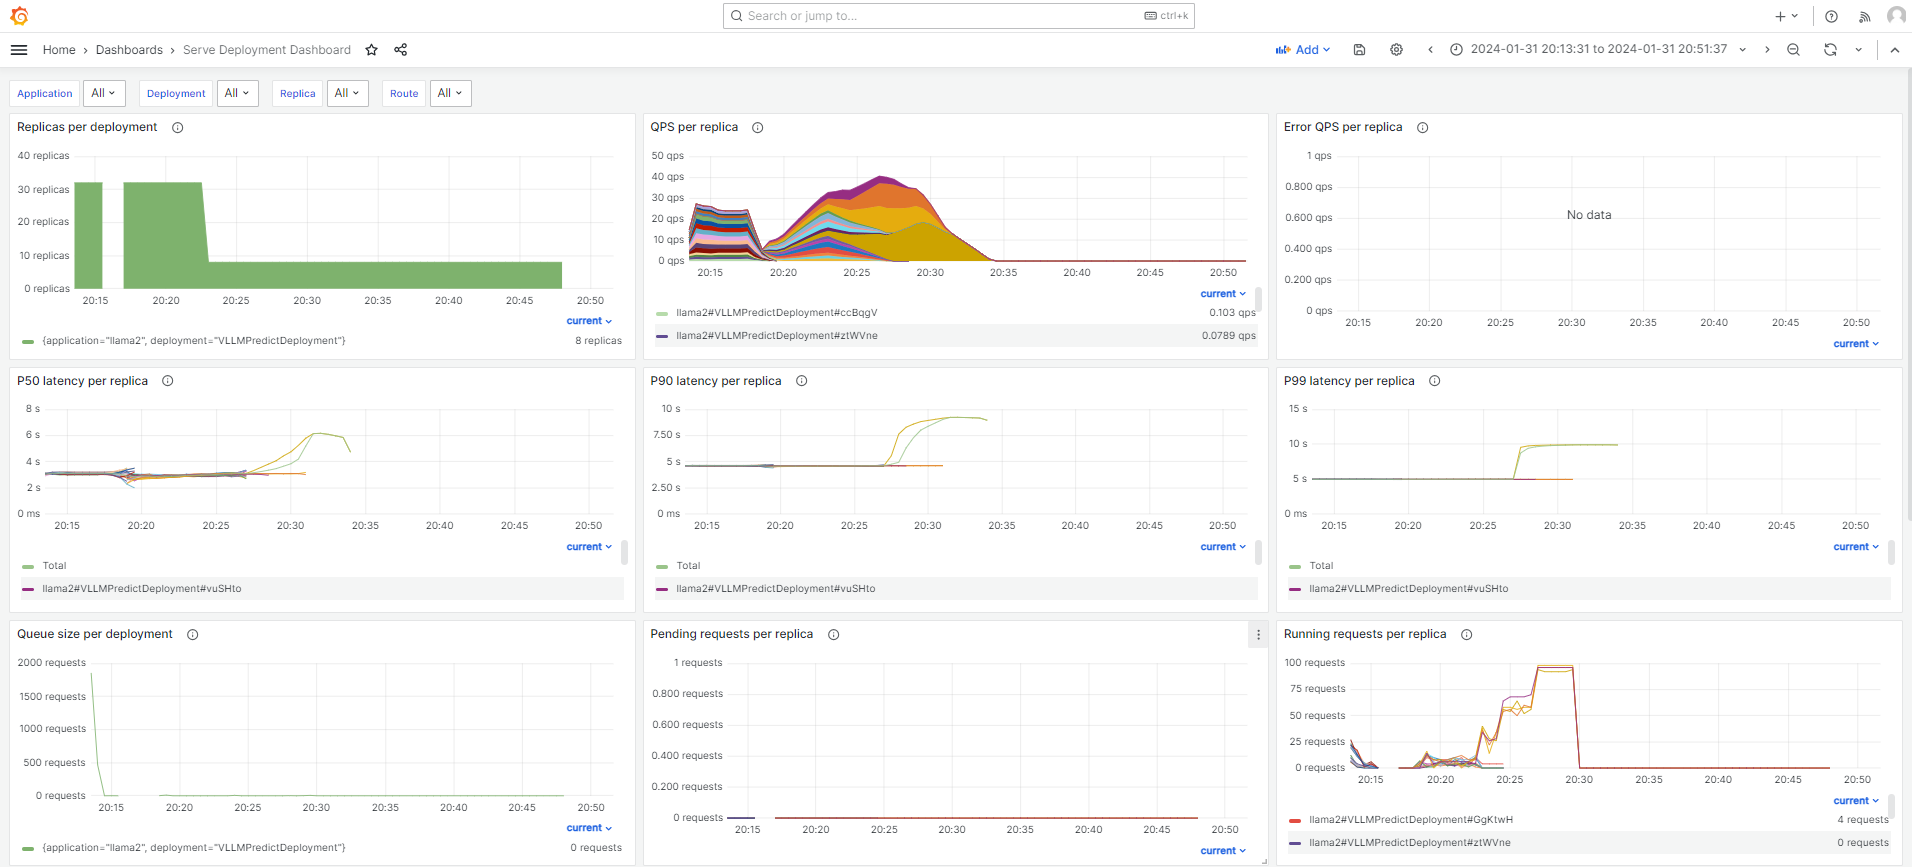 Search or jump to...
ctrl+k
Home › Dashboards › Serve Deployment Dashboard
Add
2024-01-31 20:13:31 to 2024-01-31 20:51:37
Application All Deployment All Replica All Route All
Replicas per deployment
40 replicas
30 replicas
20 replicas
10 replicas
0 replicas
20:15 20:20 20:25 20:30 20:35 20:40 20:45 20:50
current
{application="llama2", deployment="VLLMPredictDeployment"} 8 replicas
QPS per replica
50 qps
40 qps
30 qps
20 qps
10 qps
0 qps
20:15 20:20 20:25 20:30 20:35 20:40 20:45 20:50
current
llama2#VLLMPredictDeployment#ccBqgV 0.103 qps
llama2#VLLMPredictDeployment#ztWVne 0.0789 qps
Error QPS per replica
1 qps
0.800 qps
0.600 qps
0.400 qps
0.200 qps
0 qps
No data
20:15 20:20 20:25 20:30 20:35 20:40 20:45 20:50
current
P50 latency per replica
8 s
6 s
4 s
2 s
0 ms
20:15 20:20 20:25 20:30 20:35 20:40 20:45 20:50
current
Total
llama2#VLLMPredictDeployment#vuSHto
P90 latency per replica
10 s
7.50 s
5 s
2.50 s
0 ms
20:15 20:20 20:25 20:30 20:35 20:40 20:45 20:50
current
Total
llama2#VLLMPredictDeployment#vuSHto
P99 latency per replica
15 s
10 s
5 s
0 ms
20:15 20:20 20:25 20:30 20:35 20:40 20:45 20:50
current
Total
llama2#VLLMPredictDeployment#vuSHto
Queue size per deployment
2000 requests
1500 requests
1000 requests
500 requests
0 requests
20:15 20:20 20:25 20:30 20:35 20:40 20:45 20:50
current
{application="llama2", deployment="VLLMPredictDeployment"} 0 requests
Pending requests per replica
1 requests
0.800 requests
0.600 requests
0.400 requests
0.200 requests
0 requests
20:15 20:20 20:25 20:30 20:35 20:40 20:45 20:50
current
Running requests per replica
100 requests
75 requests
50 requests
25 requests
0 requests
20:15 20:20 20:25 20:30 20:35 20:40 20:45 20:50
current
llama2#VLLMPredictDeployment#GgKtwH 4 requests
llama2#VLLMPredictDeployment#ztWVne 0 requests